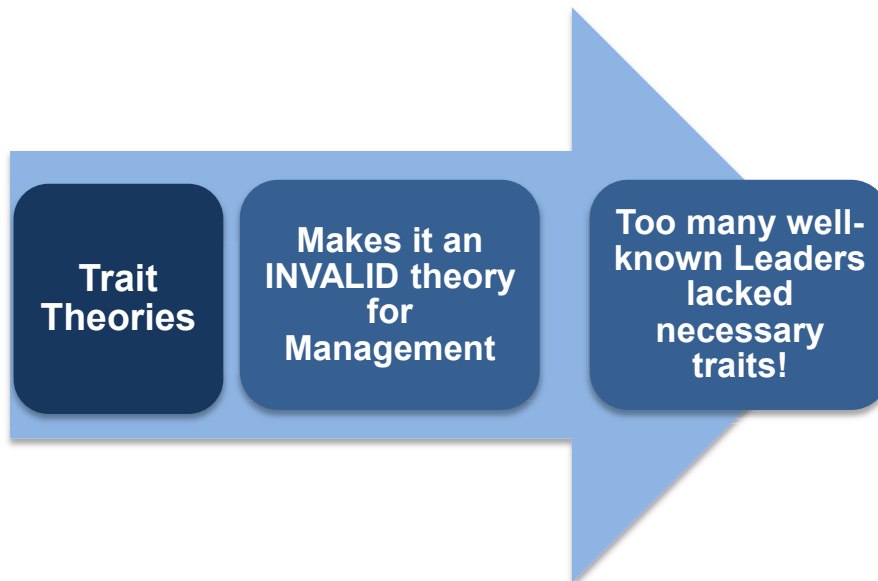 Trait
Theories
Makes it an
INVALID theory
for
Management
Too many well-
known Leaders
lacked
necessary
traits!